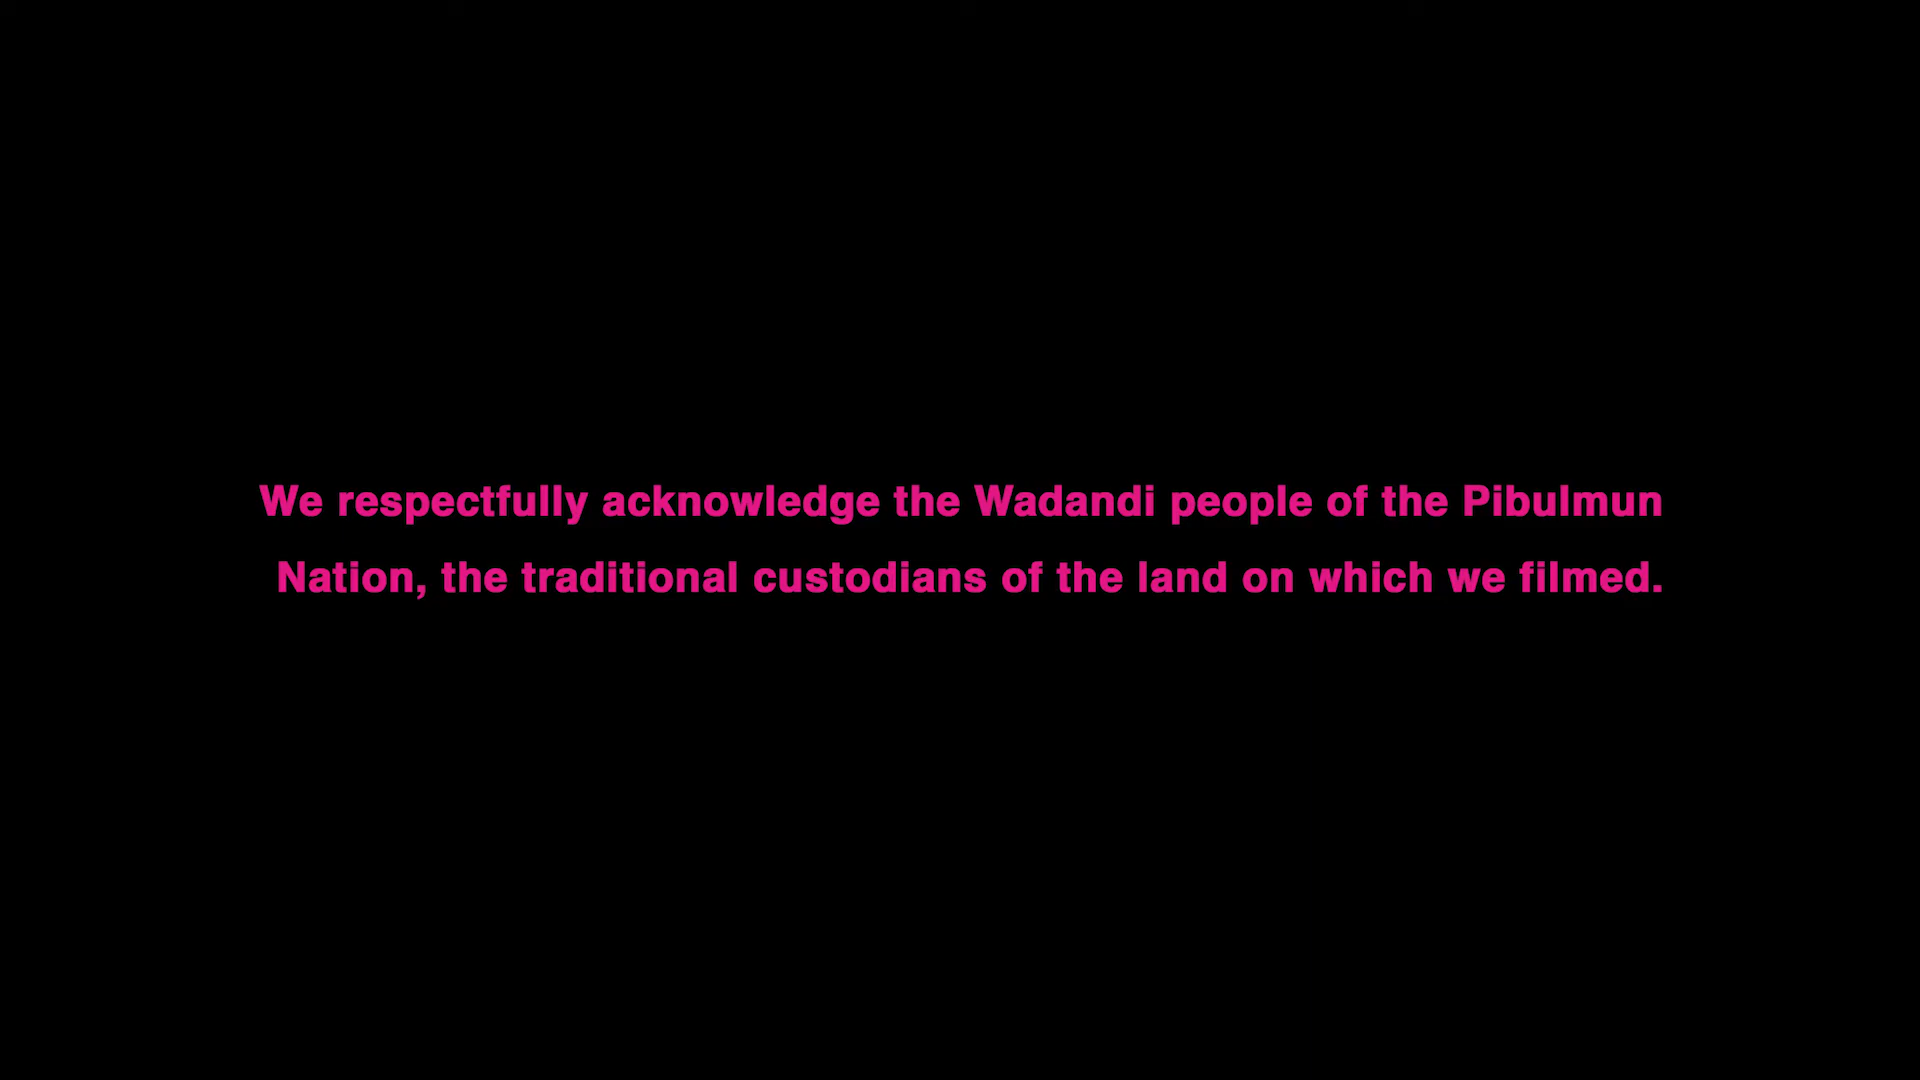 We respectfully acknowledge the Wadandi people of the Pibulmun
Nation, the traditional custodians of the land on which we filmed.